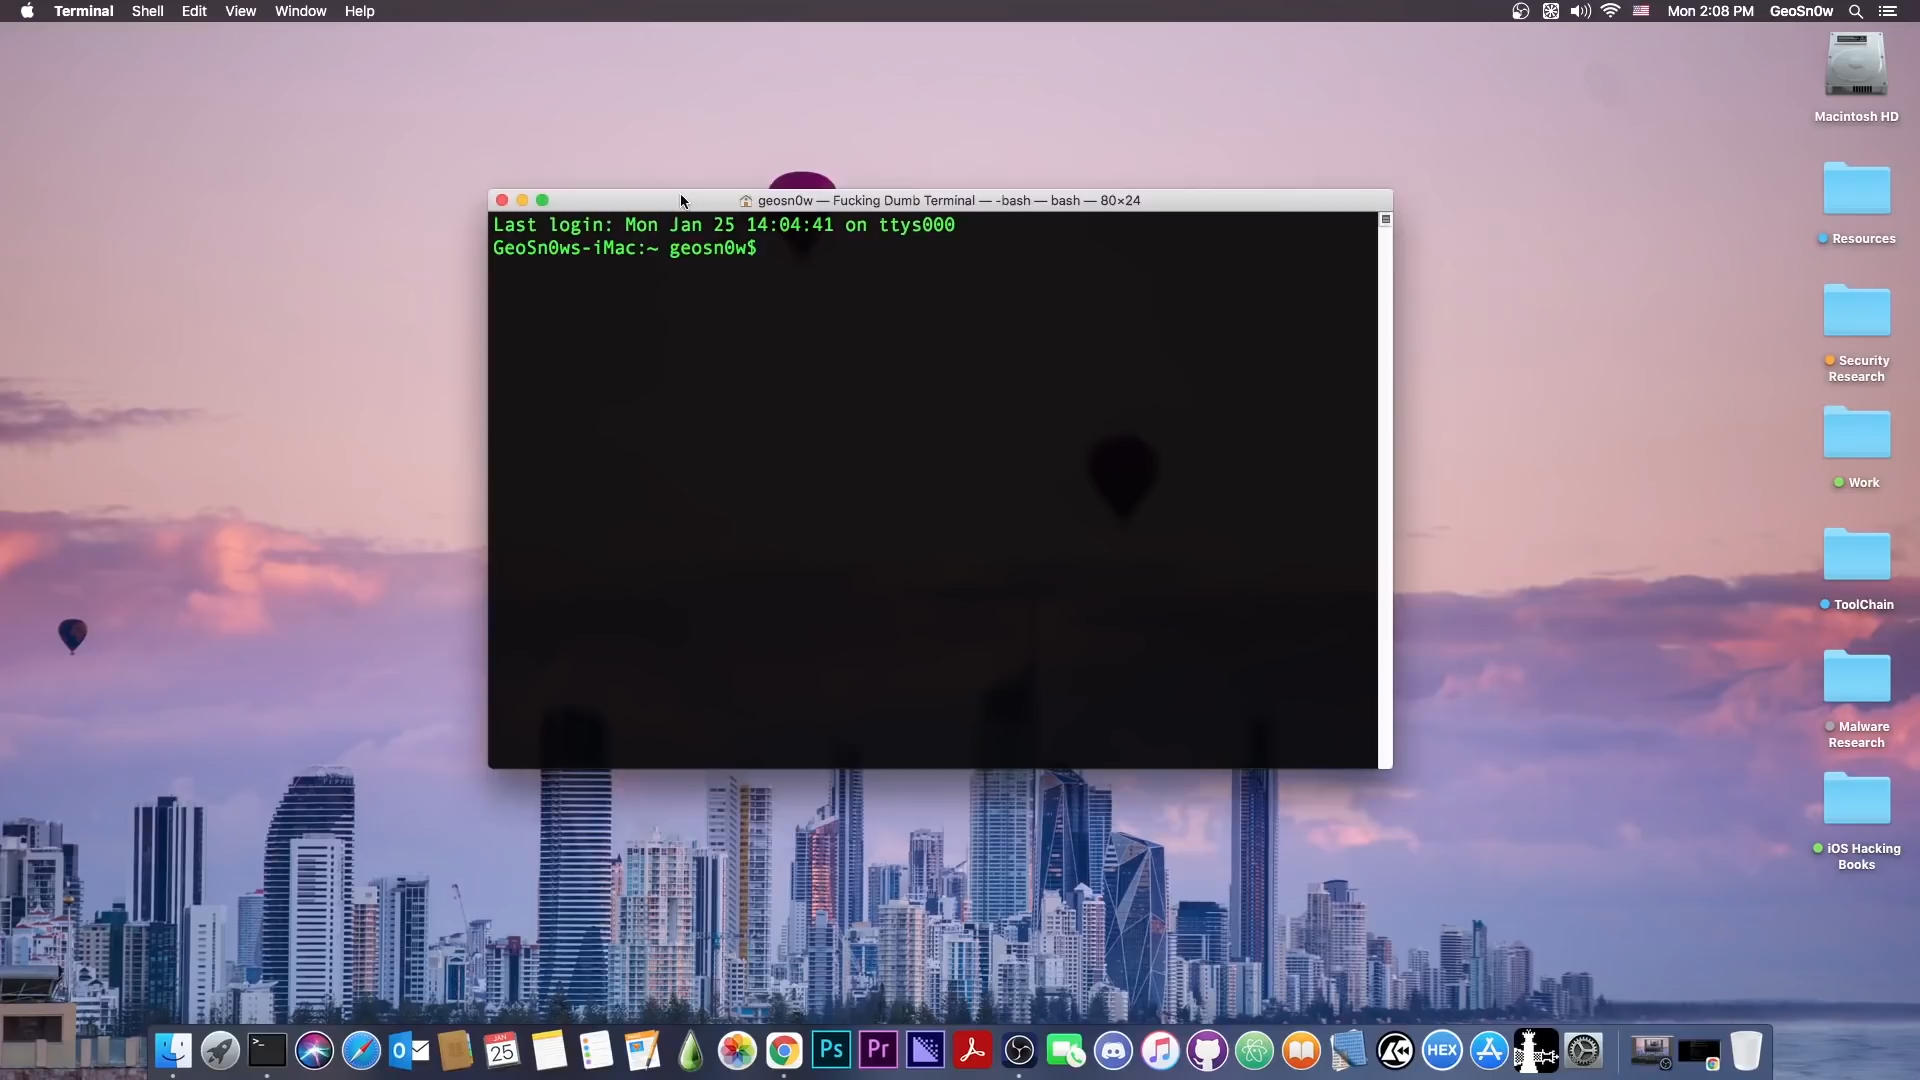 Terminal Shell Edit View Window Help Mon 2:08 PM GeoSn0w
Macintosh HD
geosn0w — Fucking Dumb Terminal — -bash — bash — 80×24
Last login: Mon Jan 25 14:04:41 on ttys000
GeoSn0ws-iMac:~ geosn0w$
Resources
Security
Research
Work
ToolChain
Malware
Research
iOS Hacking
Books
>_
O
JAN
25
Ps
Pr
HEX